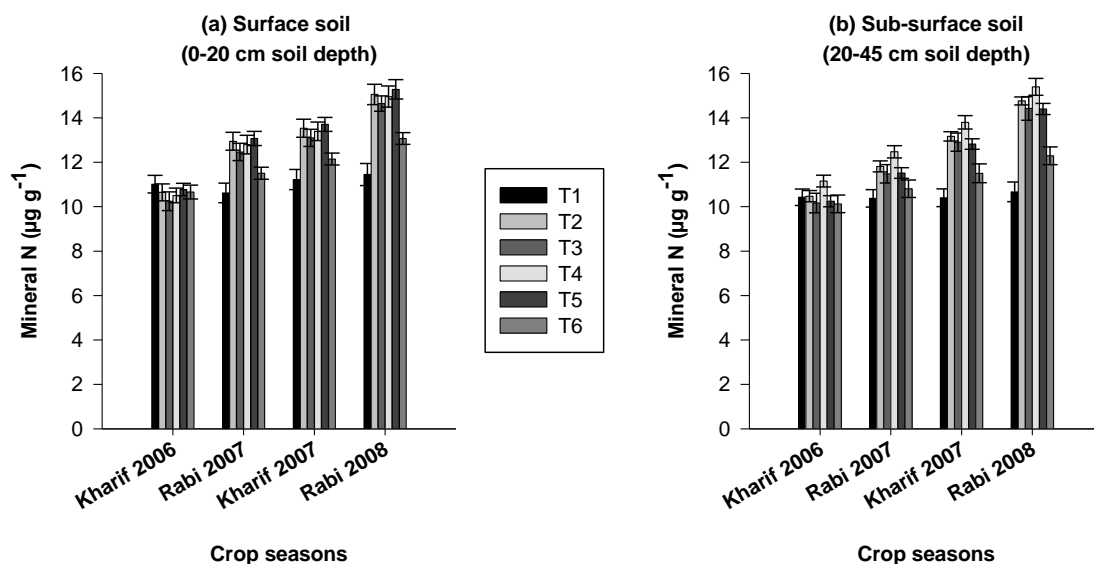 (a) Surface soil
(0-20 cm soil depth)
Mineral N (µg g-1)
16
14
12
10
8
6
4
2
0
Kharif 2006
Rabi 2007
Kharif 2007
Rabi 2008
Crop seasons
T1
T2
T3
T4
T5
T6
(b) Sub-surface soil
(20-45 cm soil depth)
Mineral N (µg g-1)
16
14
12
10
8
6
4
2
0
Kharif 2006
Rabi 2007
Kharif 2007
Rabi 2008
Crop seasons